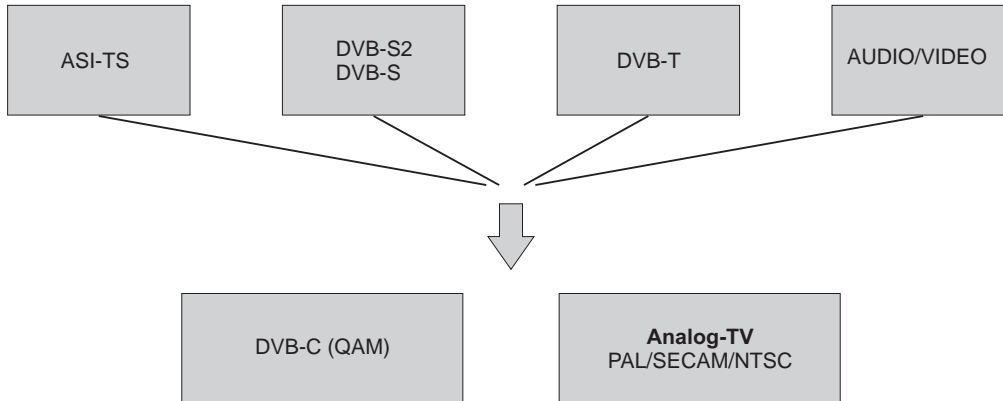 ASI-TS
DVB-S2
DVB-S
DVB-T
AUDIO/VIDEO
DVB-C (QAM)
Analog-TV
PAL/SECAM/NTSC